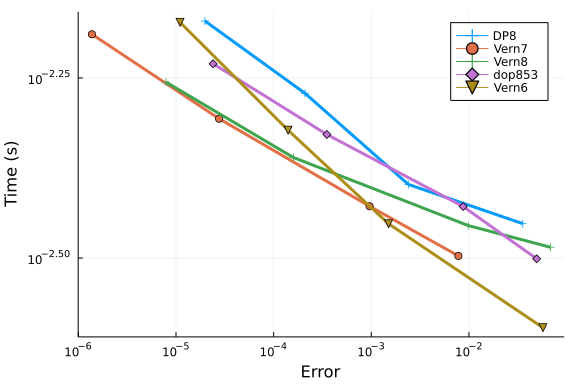 DP8
Vern7
Vern8
dop853
Vern6
10⁻²·²⁵
10⁻²·⁵⁰
Time (s)
10⁻⁶ 10⁻⁵ 10⁻⁴ 10⁻³ 10⁻²
Error